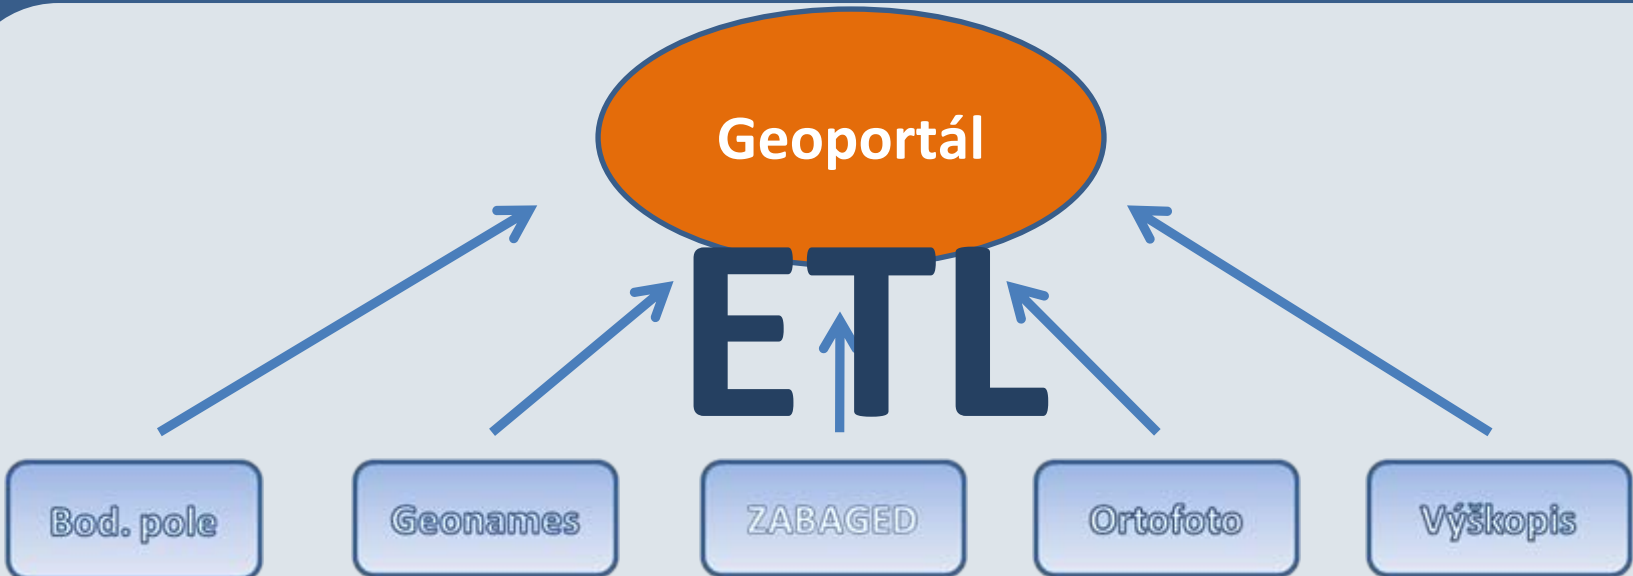 Geoportál
ETL
Bod. pole
Geonames
ZABAGED
Ortofoto
Výškopis